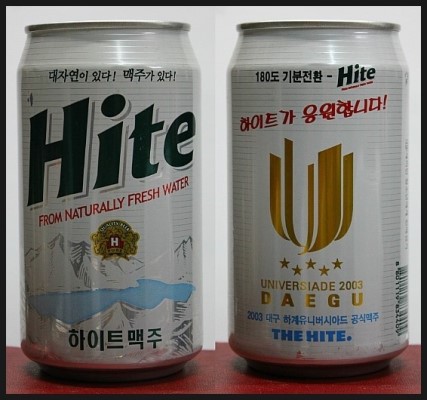 대자연이 있다! 맥주가 있다!
Hite
FROM NATURALLY FRESH WATER
H
하이트맥주
180도 기분전환 - Hite
하이트가 응원합니다!
UNIVERSIADE 2003
DAEGU
2003 대구 하계유니버시아드 공식맥주
THE HITE.